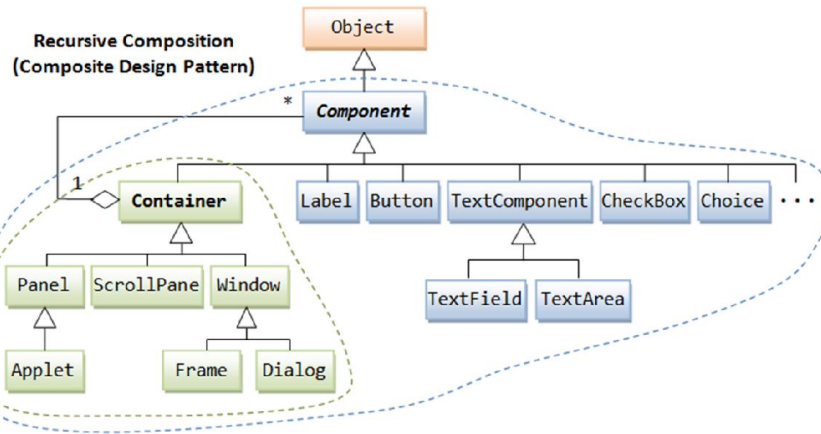 Object
Recursive Composition
(Composite Design Pattern)
*
Component
1
Container
Label
Button
TextComponent
CheckBox
Choice
...
Panel
ScrollPane
Window
TextField
TextArea
Applet
Frame
Dialog